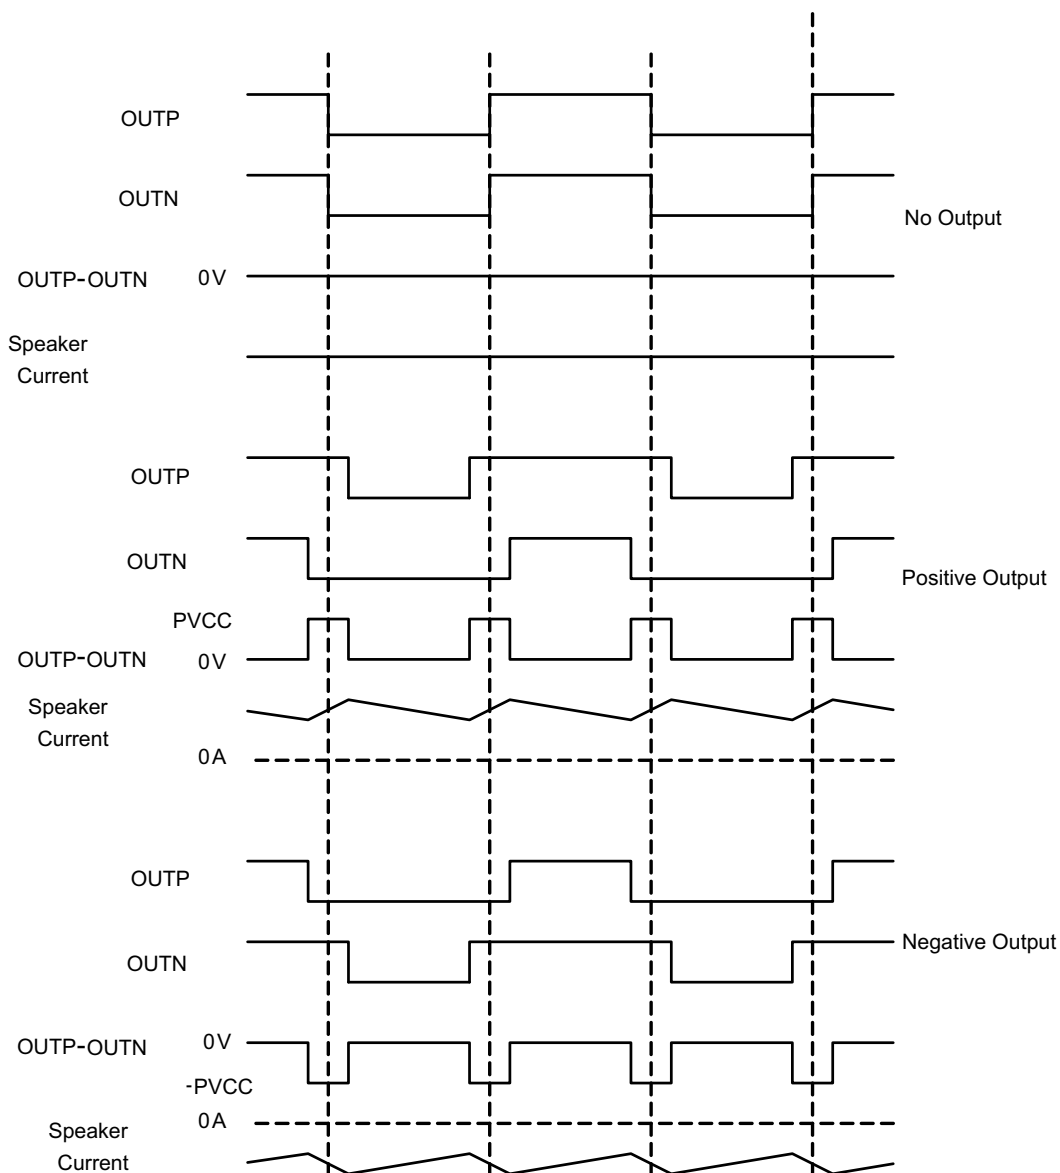 OUTP
OUTN
No Output
OUTP-OUTN 0V
Speaker
Current
OUTP
OUTN
Positive Output
PVCC
OUTP-OUTN 0V
Speaker
Current
0A
OUTP
Negative Output
OUTN
OUTP-OUTN 0V
-PVCC
0A
Speaker
Current